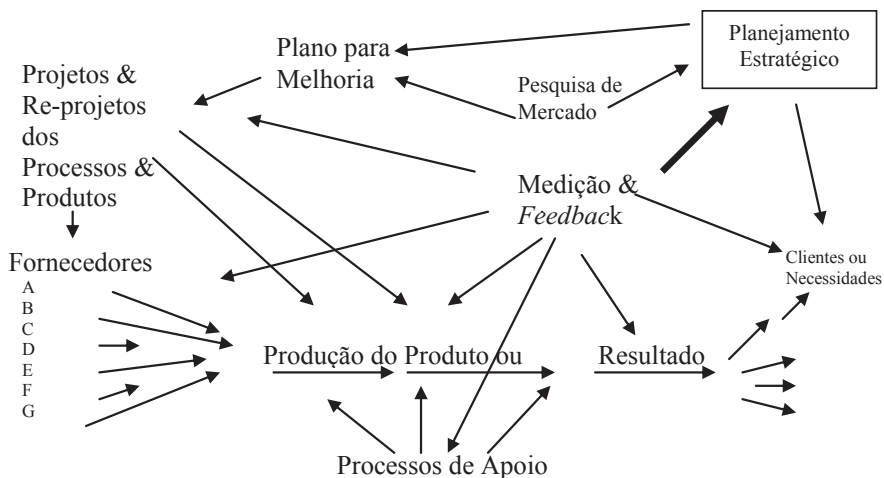 Planejamento
Estratégico
Plano para
Melhoria
Projetos &
Re-projetos
dos
Processos &
Produtos
Pesquisa de
Mercado
Medição &
Feedback
Fornecedores
A
B
C
D
E
F
G
Clientes ou
Necessidades
Produção do Produto ou
Resultado
Processos de Apoio